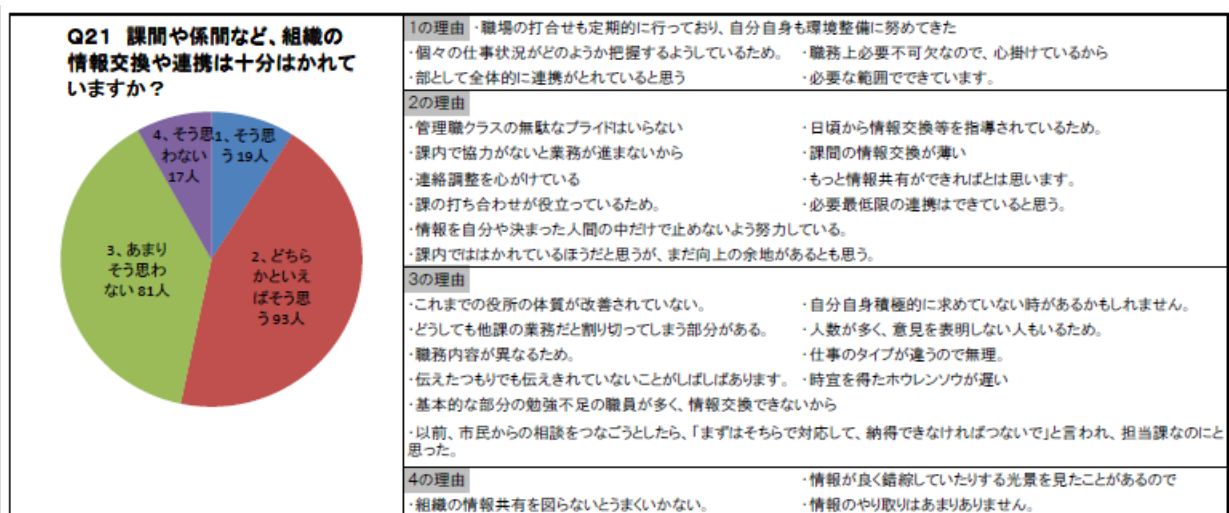 Q21 課間や係間など、組織の
情報交換や連携は十分はかれて
いますか？
1、そう思
う 19人
2、どちら
かといえ
ばそう思
う 93人
3、あまり
そう思わ
ない 81人
4、そう思
わない
17人
1の理由 ・職場の打合せも定期的に行っており、自分自身も環境整備に努めてきた
・個々の仕事状況がどのようか把握するようしているため。 ・職務上必要不可欠なので、心掛けているから
・部として全体的に連携がとれていると思う ・必要な範囲でできています。
2の理由
・管理職クラスの無駄なプライドはいらない ・日頃から情報交換等を指導されているため。
・課内で協力がないと業務が進まないから ・課間の情報交換が薄い
・連絡調整を心がけている ・もっと情報共有ができればとは思います。
・課の打ち合わせが役立っているため。 ・必要最低限の連携はできていると思う。
・情報を自分や決まった人間の中だけで止めないよう努力している。
・課内でははかれているほうだと思うが、まだ向上の余地があるとも思う。
3の理由
・これまでの役所の体質が改善されていない。 ・自分自身積極的に求めていない時があるかもしれません。
・どうしても他課の業務だと割り切ってしまう部分がある。 ・人数が多く、意見を表明しない人もいるため。
・職務内容が異なるため。 ・仕事のタイプが違うので無理。
・伝えたつもりでも伝えきれていないことがしばしばあります。 ・時宜を得たホウレンソウが遅い
・基本的な部分の勉強不足の職員が多く、情報交換できないから
・以前、市民からの相談をつなごうとしたら、「まずはそちらで対応して、納得できなければつないで」と言われ、担当課なのにと
思った。
4の理由 ・情報が良く錯綜していたりする光景を見たことがあるので
・組織の情報共有を図らないとうまくいかない。 ・情報のやり取りはあまりありません。